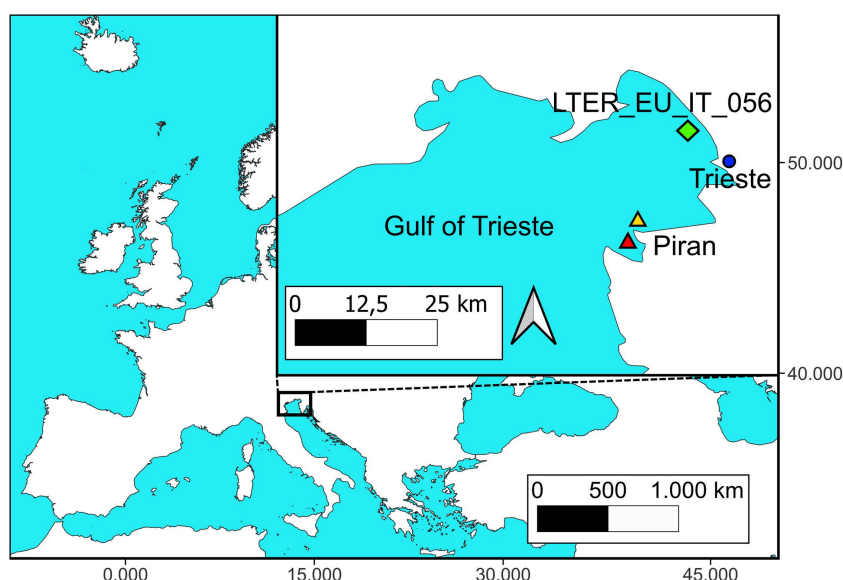 LTER_EU_IT_056
50.000
Trieste
Gulf of Trieste
Piran
0 12,5 25 km
40.000
0 500 1.000 km
0.000 15.000 30.000 45.000